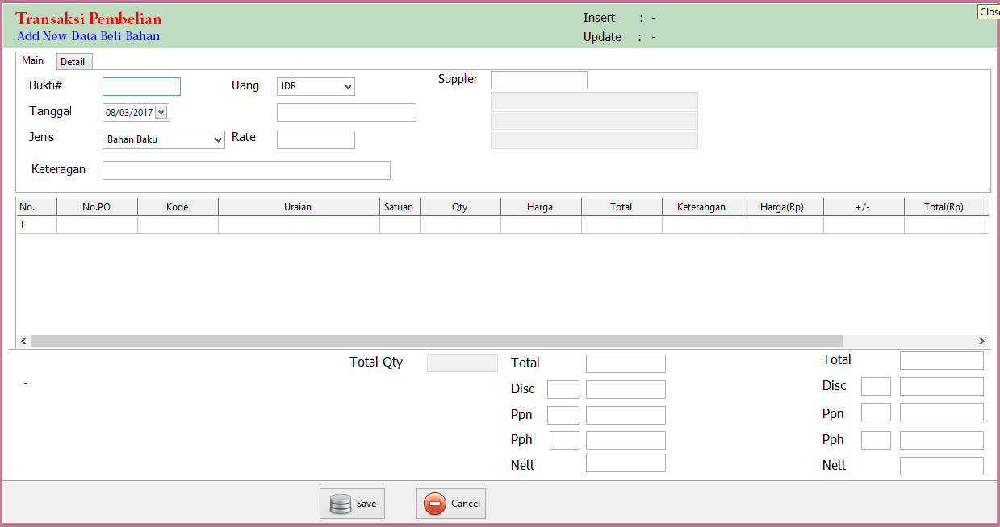 Transaksi Pembelian
Add New Data Beli Bahan
Insert : -
Update : -
Close
Main Detail
Bukti# Uang IDR Supplier
Tanggal 08/03/2017
Jenis Bahan Baku Rate
Keteragan
No. No.PO Kode Uraian Satuan Qty Harga Total Keterangan Harga(Rp) +/- Total(Rp)
1
Total Qty Total Total
-
Disc Disc
Ppn Ppn
Pph Pph
Nett Nett
Save Cancel